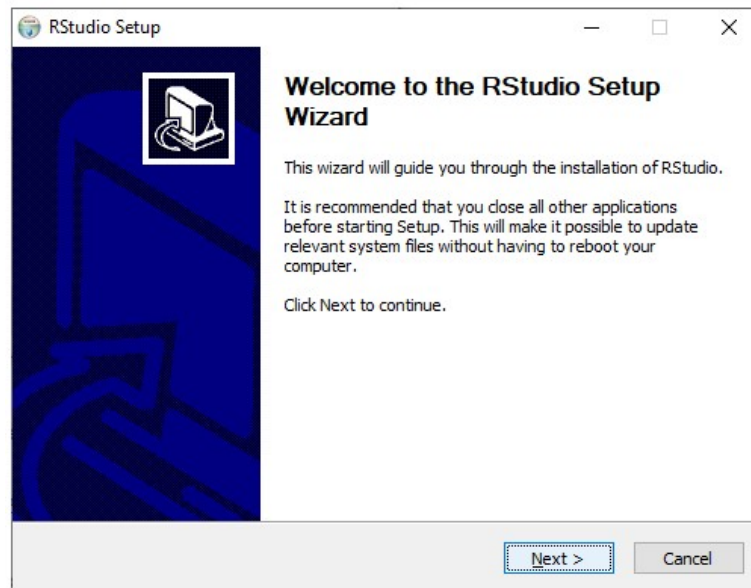 RStudio Setup
Welcome to the RStudio Setup
Wizard
This wizard will guide you through the installation of RStudio.
It is recommended that you close all other applications
before starting Setup. This will make it possible to update
relevant system files without having to reboot your
computer.
Click Next to continue.
Next >
Cancel